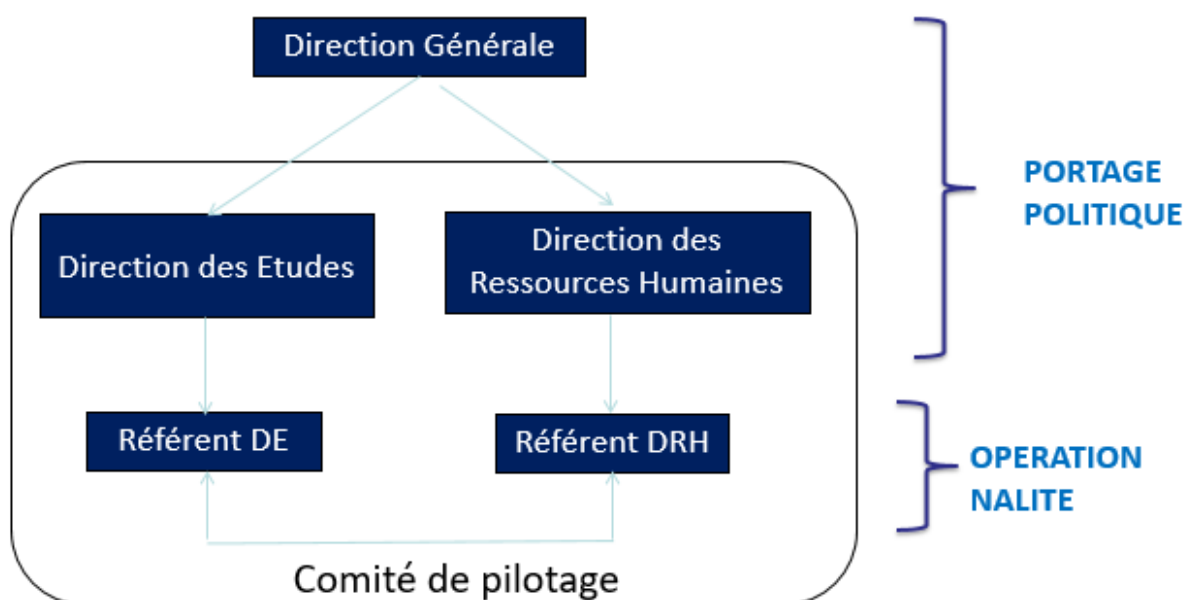 Direction Générale
PORTAGE
POLITIQUE
Direction des Etudes
Direction des
Ressources Humaines
Référent DE
Référent DRH
OPERATION
NALITE
Comité de pilotage